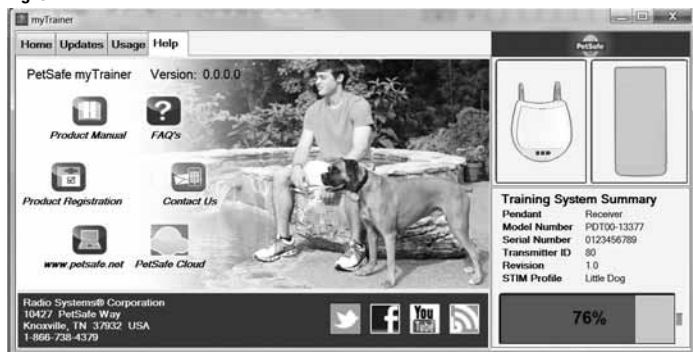 myTrainer
Home Updates Usage Help
PetSafe myTrainer Version: 0.0.0.0
Product Manual FAQ's
Product Registration Contact Us
www.petsafe.net PetSafe Cloud
Radio Systems® Corporation
10427 PetSafe Way
Knoxville, TN 37932 USA
1-866-738-4379
You
Tube
PetSafe
Training System Summary
Pendant Receiver
Model Number PDT00-13377
Serial Number 0123456789
Transmitter ID 80
Revision 1.0
STIM Profile Little Dog
76%